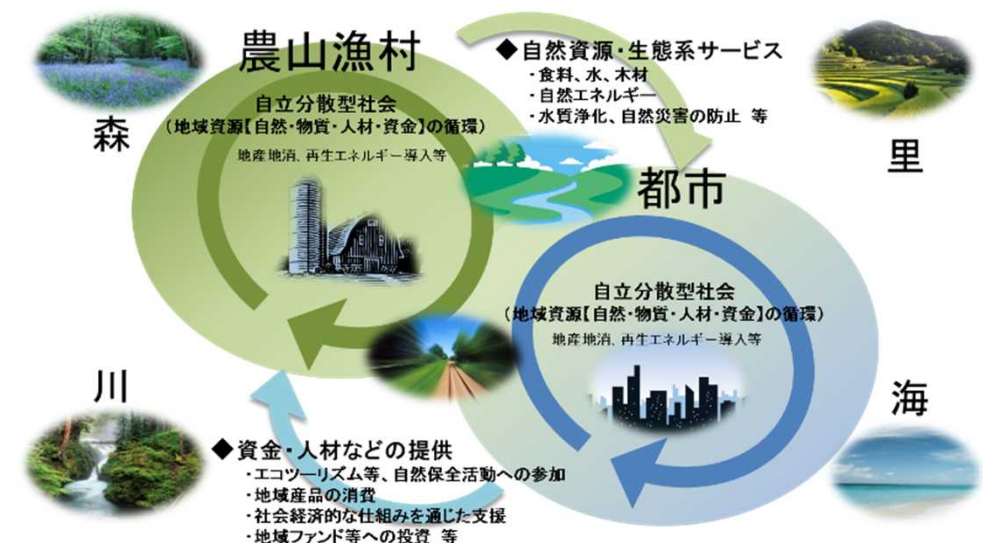 農山漁村
自立分散型社会
（地域資源【自然・物質・人材・資金】の循環）
地産地消、再生エネルギー導入等
森
◆自然資源・生態系サービス
・食料、水、木材
・自然エネルギー
・水質浄化、自然災害の防止 等
里
都市
自立分散型社会
（地域資源【自然・物質・人材・資金】の循環）
地産地消、再生エネルギー導入等
川
◆資金・人材などの提供
・エコツーリズム等、自然保全活動への参加
・地域産品の消費
・社会経済的な仕組みを通じた支援
・地域ファンド等への投資 等
海